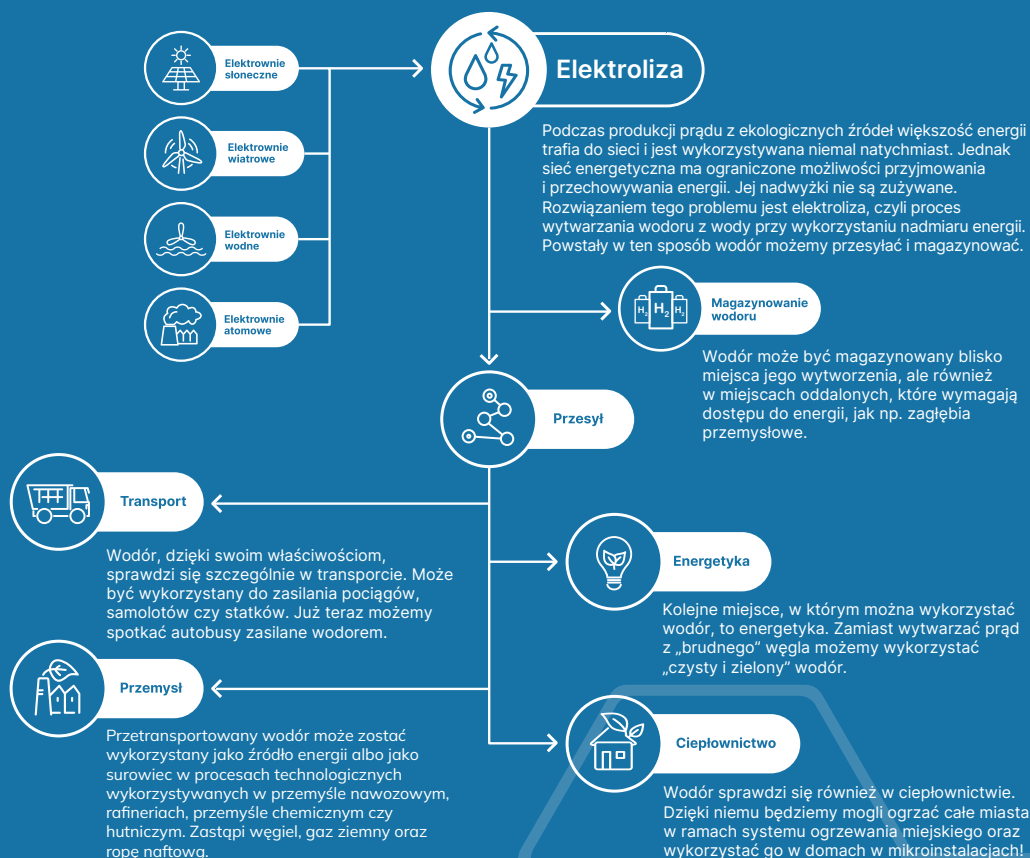 Elektrownie
słoneczne
Elektrownie
wiatrowe
Elektrownie
wodne
Elektrownie
atomowe
Elektroliza
Podczas produkcji prądu z ekologicznych źródeł większość energii
trafia do sieci i jest wykorzystywana niemal natychmiast. Jednak
sieć energetyczna ma ograniczone możliwości przyjmowania
i przechowywania energii. Jej nadwyżki nie są zużywane.
Rozwiązaniem tego problemu jest elektroliza, czyli proces
wytwarzania wodoru z wody przy wykorzystaniu nadmiaru energii.
Powstały w ten sposób wodór możemy przesyłać i magazynować.
H₂ H₂ H₂
Magazynowanie
wodoru
Wodór może być magazynowany blisko
miejsca jego wytworzenia, ale również
w miejscach oddalonych, które wymagają
dostępu do energii, jak np. zagłębia
przemysłowe.
Przesył
Transport
Wodór, dzięki swoim właściwościom,
sprawdzi się szczególnie w transporcie. Może
być wykorzystany do zasilania pociągów,
samolotów czy statków. Już teraz możemy
spotkać autobusy zasilane wodorem.
Energetyka
Kolejne miejsce, w którym można wykorzystać
wodór, to energetyka. Zamiast wytwarzać prąd
z „brudnego” węgla możemy wykorzystać
„czysty i zielony” wodór.
Przemysł
Przetransportowany wodór może zostać
wykorzystany jako źródło energii albo jako
surowiec w procesach technologicznych
wykorzystywanych w przemyśle nawozowym,
rafineriach, przemyśle chemicznym czy
hutniczym. Zastąpi węgiel, gaz ziemny oraz
ropę naftową.
Ciepłownictwo
Wodór sprawdzi się również w ciepłownictwie.
Dzięki niemu będziemy mogli ogrzać całe miasta
w ramach systemu ogrzewania miejskiego oraz
wykorzystać go w domach w mikroinstalacjach!